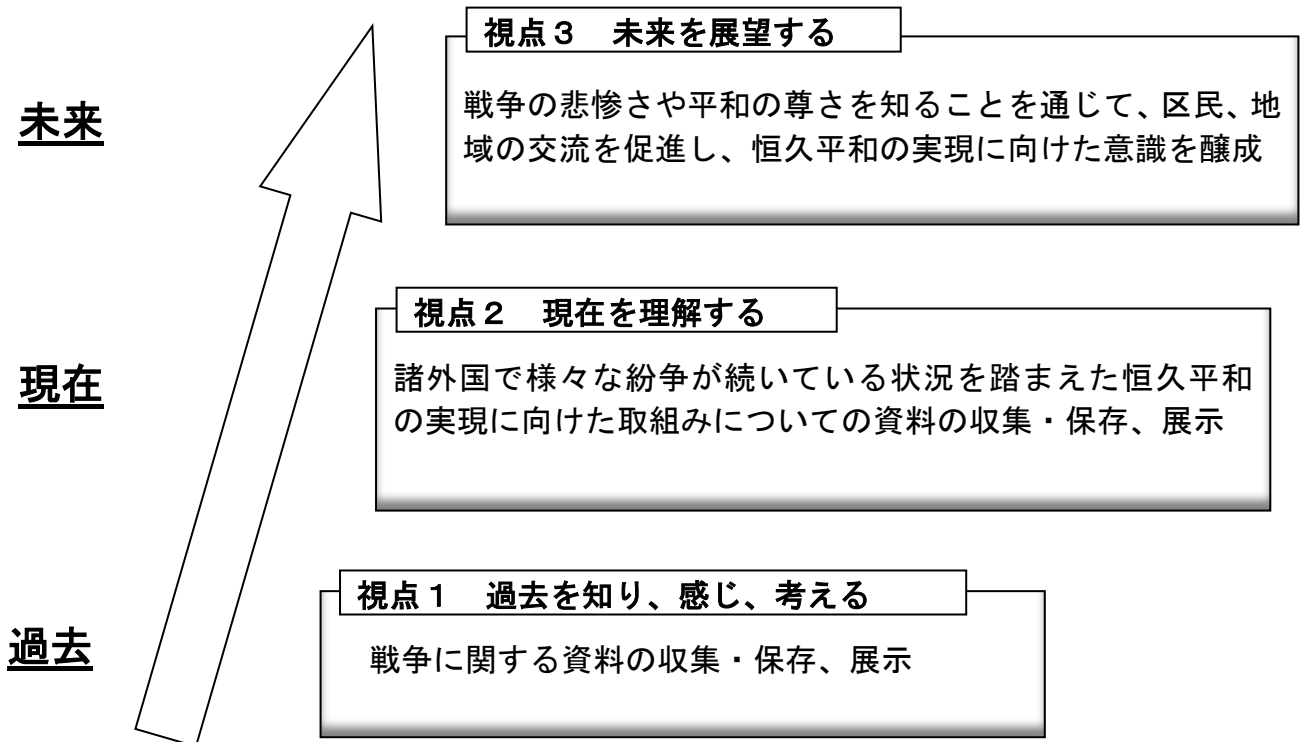 未来
視点３　未来を展望する
戦争の悲惨さや平和の尊さを知ることを通じて、区民、地
域の交流を促進し、恒久平和の実現に向けた意識を醸成
現在
視点２　現在を理解する
諸外国で様々な紛争が続いている状況を踏まえた恒久平和
の実現に向けた取組みについての資料の収集・保存、展示
過去
視点１　過去を知り、感じ、考える
戦争に関する資料の収集・保存、展示